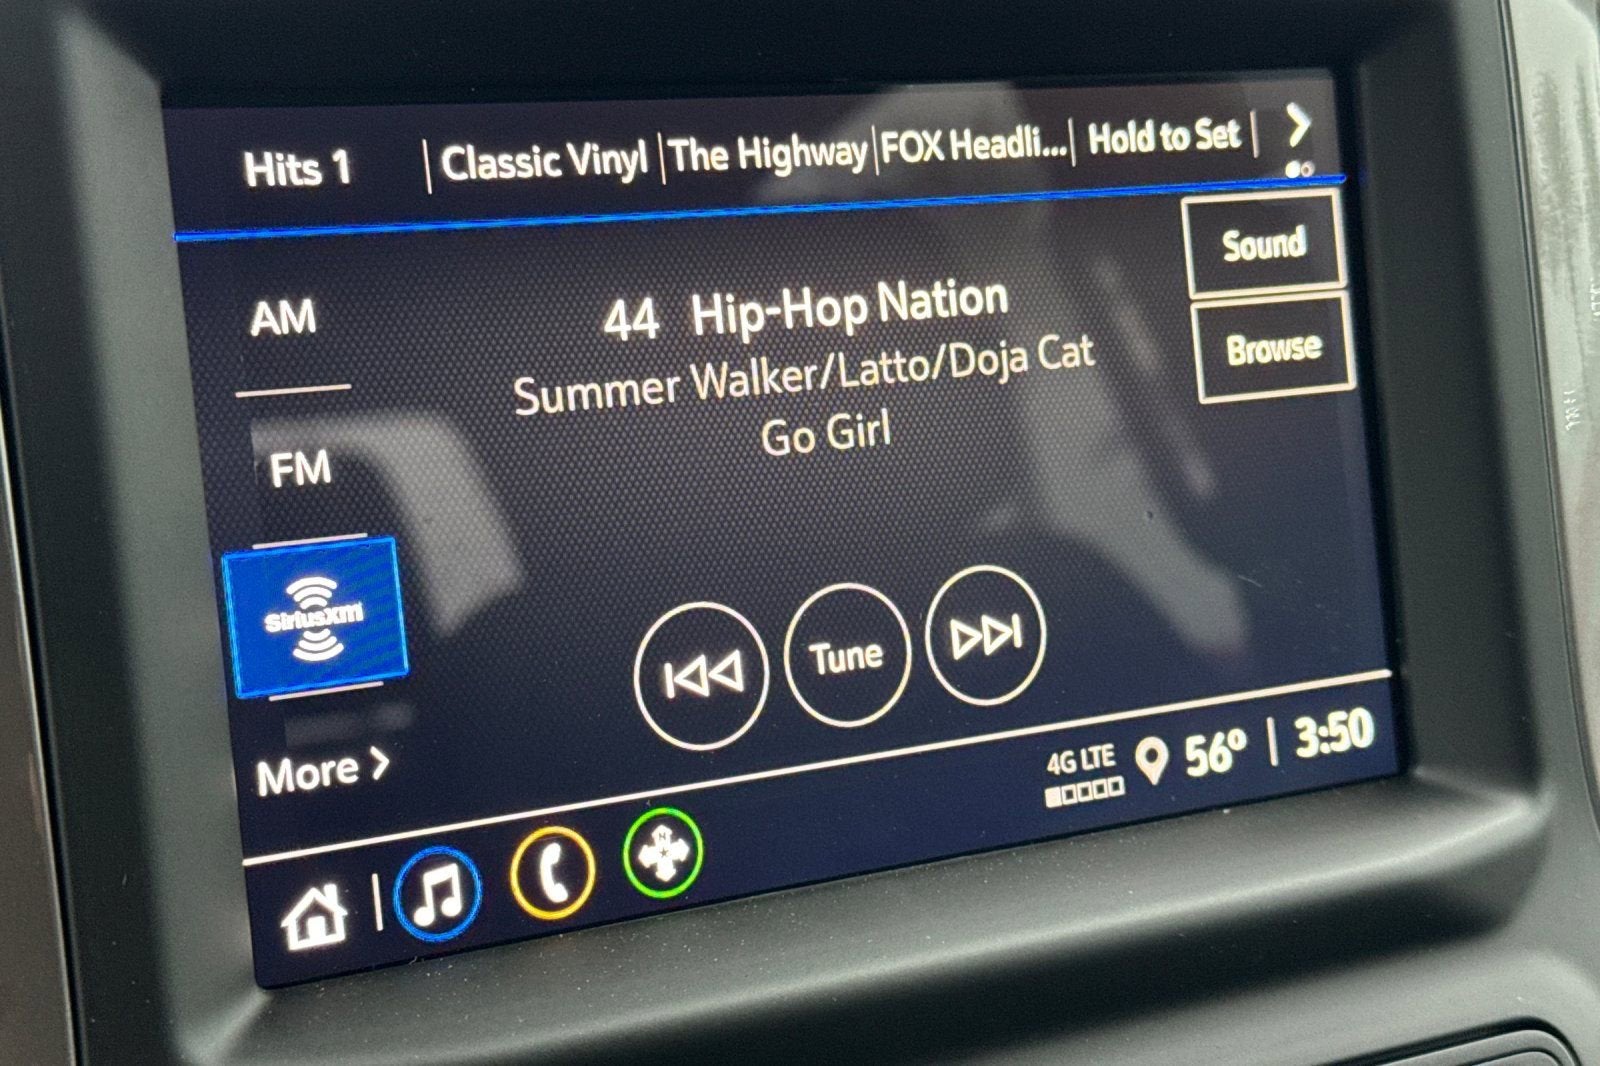 Hits 1 Classic Vinyl The Highway FOX Headli... Hold to Set
Sound
Browse
AM
FM
SiriusXM
More
44 Hip-Hop Nation
Summer Walker/Latto/Doja Cat
Go Girl
Tune
4G LTE
56° 3:50
N